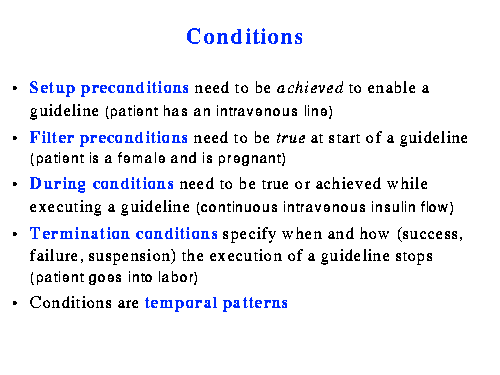 Conditions
• Setup preconditions need to be achieved to enable a
guideline (patient has an intravenous line)
• Filter preconditions need to be true at start of a guideline
(patient is a female and is pregnant)
• During conditions need to be true or achieved while
executing a guideline (continuous intravenous insulin flow)
• Termination conditions specify when and how (success,
failure, suspension) the execution of a guideline stops
(patient goes into labor)
• Conditions are temporal patterns